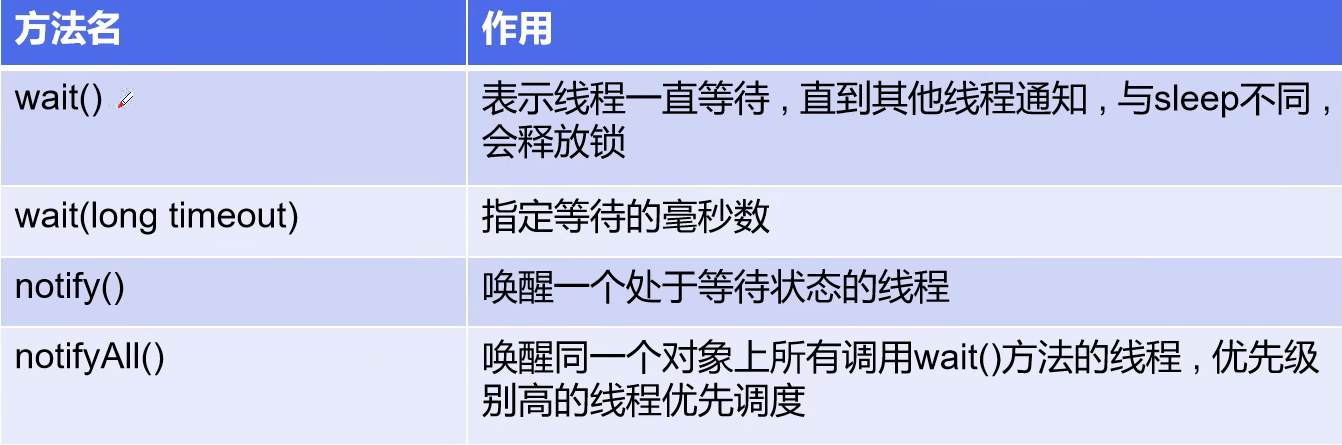 方法名
作用
wait()
表示线程一直等待 , 直到其他线程通知 , 与sleep不同 ,
会释放锁
wait(long timeout)
指定等待的毫秒数
notify()
唤醒一个处于等待状态的线程
notifyAll()
唤醒同一个对象上所有调用wait()方法的线程 , 优先级
别高的线程优先调度